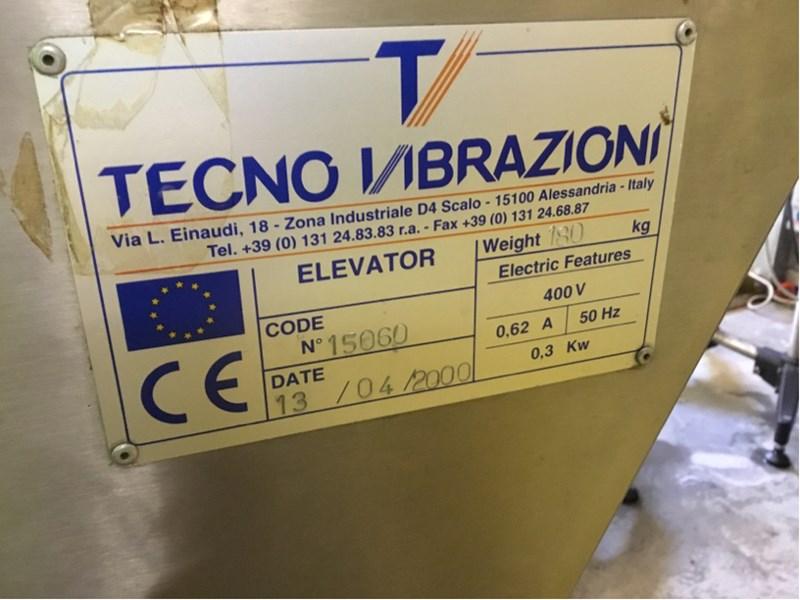 TV
TECNO VIBRAZIONI
Via L. Einaudi, 18 - Zona Industriale D4 Scalo - 15100 Alessandria - Italy
Tel. +39 (0) 131 24.83.83 r.a. - Fax +39 (0) 131 24.68.87
ELEVATOR
Weight 180 kg
Electric Features
400 V
0,62 A 50 Hz
0,3 Kw
CODE
N° 15060
DATE
13 / 04 / 2000
CE